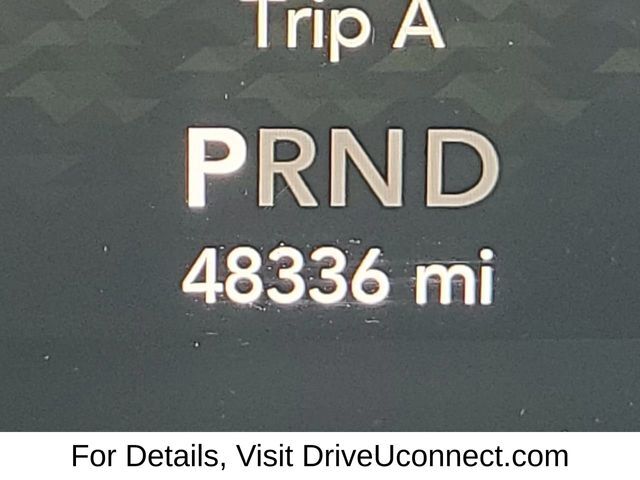 Trip A
PRND
48336 mi
For Details, Visit DriveUconnect.com